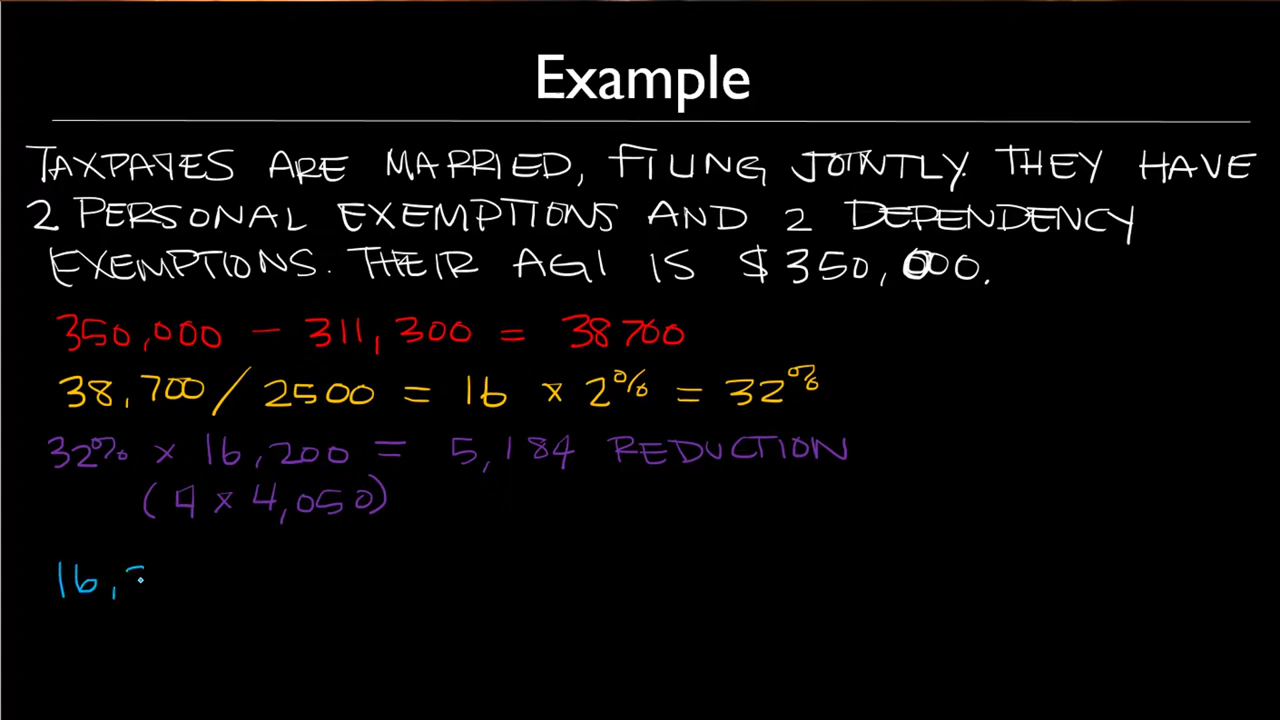 Example
TAXPAYES ARE MARRIED, FILING JOINTLY. THEY HAVE
2 PERSONAL EXEMPTIONS AND 2 DEPENDENCY
EXEMPTIONS. THEIR AGI IS $350,000.
350,000 - 311,300 = 38700
38,700/2500 = 16 x 2% = 32%
32% x 16,200 = 5,184 REDUCTION
(4 x 4,050)
16,